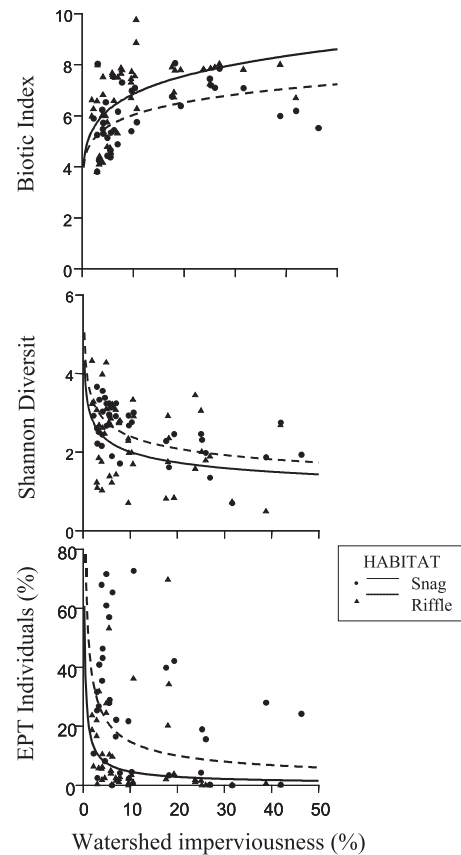 10
8
6
4
2
0
Biotic Index
6
4
2
0
Shannon Diversit
80
60
40
20
0
EPT Individuals (%)
HABITAT
Snag
Riffle
0 10 20 30 40 50
Watershed imperviousness (%)